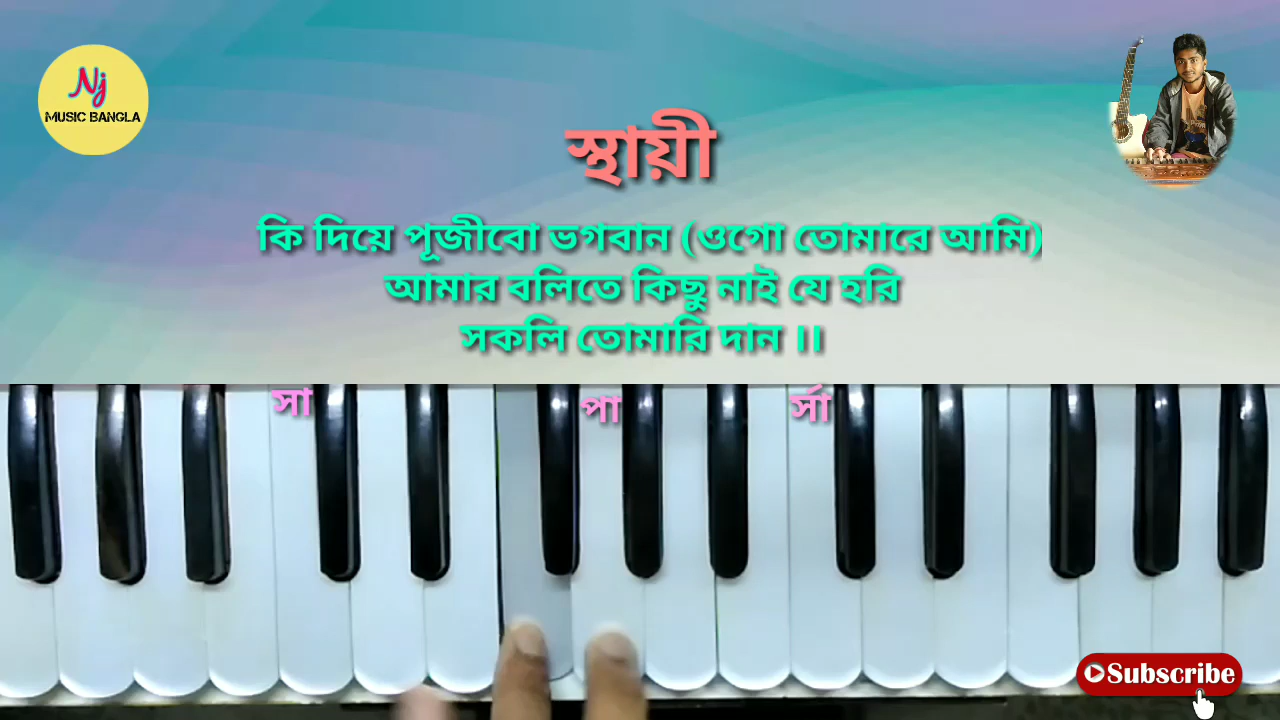 Nj
MUSIC BANGLA
স্থায়ী
কি দিয়ে পূজীবো ভগবান (ওগো তোমারে আমি)
আমার বলিতে কিছু নাই যে হরি
সকলি তোমারি দান ।।
সা
পা
র্সা
Subscribe